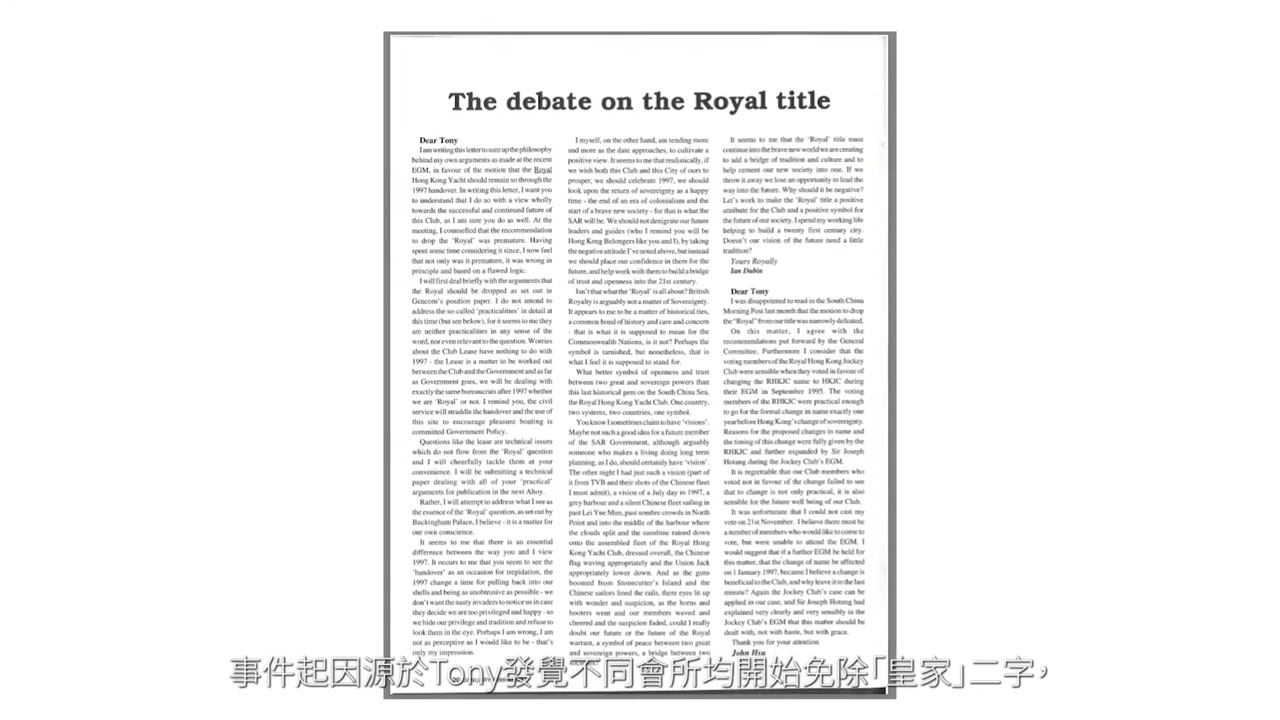 The debate on the Royal title
Dear Tony
I am writing this letter to sum up the philosophy
behind my own arguments as made at the recent
EGM, in favour of the motion that the Royal
Hong Kong Yacht should remain so through the
1997 handover. In writing this letter, I want you
to understand that I do so with a view wholly
towards the successful and continued future of
this Club, as I am sure you do as well. At the
meeting, I counselled that the recommendation
to drop the 'Royal' was premature. Having
spent some time considering it since, I now feel
that not only was it premature, it was wrong in
principle and based on a flawed logic.
I will first deal briefly with the arguments that
the Royal should be dropped as set out in
Gencom's position paper. I do not intend to
address the so-called 'practicalities' in detail at
this time (but see below), for it seems to me they
are neither practicalities in any sense of the
word, nor even relevant to the question. Worries
about the Club Lease have nothing to do with
1997 - the Lease is a matter to be worked out
between the Club and the Government and as far
as Government goes, we will be dealing with
exactly the same bureaucrats after 1997 whether
we are 'Royal' or not. I remind you, the civil
service will straddle the handover and the use of
this site to encourage pleasure boating is
committed Government Policy.
Questions like the lease are technical issues
which do not flow from the 'Royal' question
and I will cheerfully tackle them at your
convenience. I will be submitting a technical
paper dealing with all of your 'practical'
arguments for publication in the next Ahoy.
Rather, I will attempt to address what I see as
the essence of the 'Royal' question, as set out by
Buckingham Palace, I believe - it is a matter for
our own conscience.
It seems to me that there is an essential
difference between the way you and I view
1997. It occurs to me that you seem to see the
'handover' as an occasion for trepidation, the
1997 change a time for pulling back into our
shells and being as unobtrusive as possible - we
don't want the nasty invaders to notice us in case
they decide we are too privileged and happy - so
we hide our privilege and tradition and refuse to
look them in the eye. Perhaps I am wrong, I am
not as perceptive as I would like to be - that's
only my impression.
I myself, on the other hand, am tending more
and more as the date approaches, to cultivate a
positive view. It seems to me that realistically, if
we wish both this Club and this City of ours to
prosper, we should celebrate 1997, we should
look upon the return of sovereignty as a happy
time - the end of an era of colonialism and the
start of a brave new society - for that is what the
SAR will be. We should not denigrate our future
leaders and guides (who I remind you will be
Hong Kong Belongers like you and I), by taking
the negative attitude I've noted above, but instead
we should place our confidence in them for the
future, and help work with them to build a bridge
of trust and openness into the 21st century.
Isn't that what the 'Royal' is all about? British
Royalty is arguably not a matter of Sovereignty.
It appears to me to be a matter of historical ties,
a common bond of history and care and concern
- that is what it is supposed to mean for the
Commonwealth Nations, is it not? Perhaps the
symbol is tarnished, but nonetheless, that is
what I feel it is supposed to stand for.
What better symbol of openness and trust
between two great and sovereign powers than
this last historical gem on the South China Sea,
the Royal Hong Kong Yacht Club. One country,
two systems, two countries, one symbol.
You know I sometimes claim to have 'visions'.
Maybe not such a good idea for a future member
of the SAR Government, although arguably
someone who makes a living doing long term
planning, as I do, should certainly have 'vision'.
The other night I had just such a vision (part of
it from TVB and their shots of the Chinese fleet
I must admit), a vision of a July day in 1997, a
grey harbour and a silent Chinese fleet sailing in
past Lei Yue Mun, past sombre crowds in North
Point and into the middle of the harbour where
the clouds split and the sunshine rained down
onto the assembled fleet of the Royal Hong
Kong Yacht Club, dressed overall, the Chinese
flag waving appropriately and the Union Jack
appropriately lower down. And as the guns
boomed from Stonecutter's Island and the
Chinese sailors lined the rails, there eyes lit up
with wonder and suspicion, as the horns and
hooters went and our members waved and
cheered and the suspicion faded, could I really
doubt our future or the future of the Royal
warrant, a symbol of peace between two great
and sovereign powers, a bridge between two
It seems to me that the 'Royal' title must
continue into the brave new world we are creating
to add a bridge of tradition and culture and to
help cement our new society into one. If we
throw it away we lose an opportunity to lead the
way into the future. Why should it be negative?
Let's work to make the 'Royal' title a positive
attribute for the Club and a positive symbol for
the future of our society. I spend my working life
helping to build a twenty first century city.
Doesn't our vision of the future need a little
tradition?
Yours Royally
Ian Dubin
Dear Tony
I was disappointed to read in the South China
Morning Post last month that the motion to drop
the "Royal" from our title was narrowly defeated.
On this matter, I agree with the
recommendations put forward by the General
Committee. Furthermore I consider that the
voting members of the Royal Hong Kong Jockey
Club were sensible when they voted in favour of
changing the RHKJC name to HKJC during
their EGM in September 1995. The voting
members of the RHKJC were practical enough
to go for the formal change in name exactly one
year before Hong Kong's change of sovereignty.
Reasons for the proposed changes in name and
the timing of this change were fully given by the
RHKJC and further expanded by Sir Joseph
Hotung during the Jockey Club's EGM.
It is regrettable that our Club members who
voted not in favour of the change failed to see
that to change is not only practical, it is also
sensible for the future well being of our Club.
It was unfortunate that I could not cast my
vote on 21st November. I believe there must be
a number of members who would like to come to
vote, but were unable to attend the EGM. I
would suggest that if a further EGM be held for
this matter, that the change of name be affected
on 1 January 1997, because I believe a change is
beneficial to the Club, and why leave it to the last
minute? Again the Jockey Club's case can be
applied in our case, and Sir Joseph Hotung had
explained very clearly and very sensibly in the
Jockey Club's EGM that this matter should be
dealt with, not with haste, but with grace.
Thank you for your attention
John Hsu
事件起因源於Tony發覺不同會所均開始免除「皇家」二字，